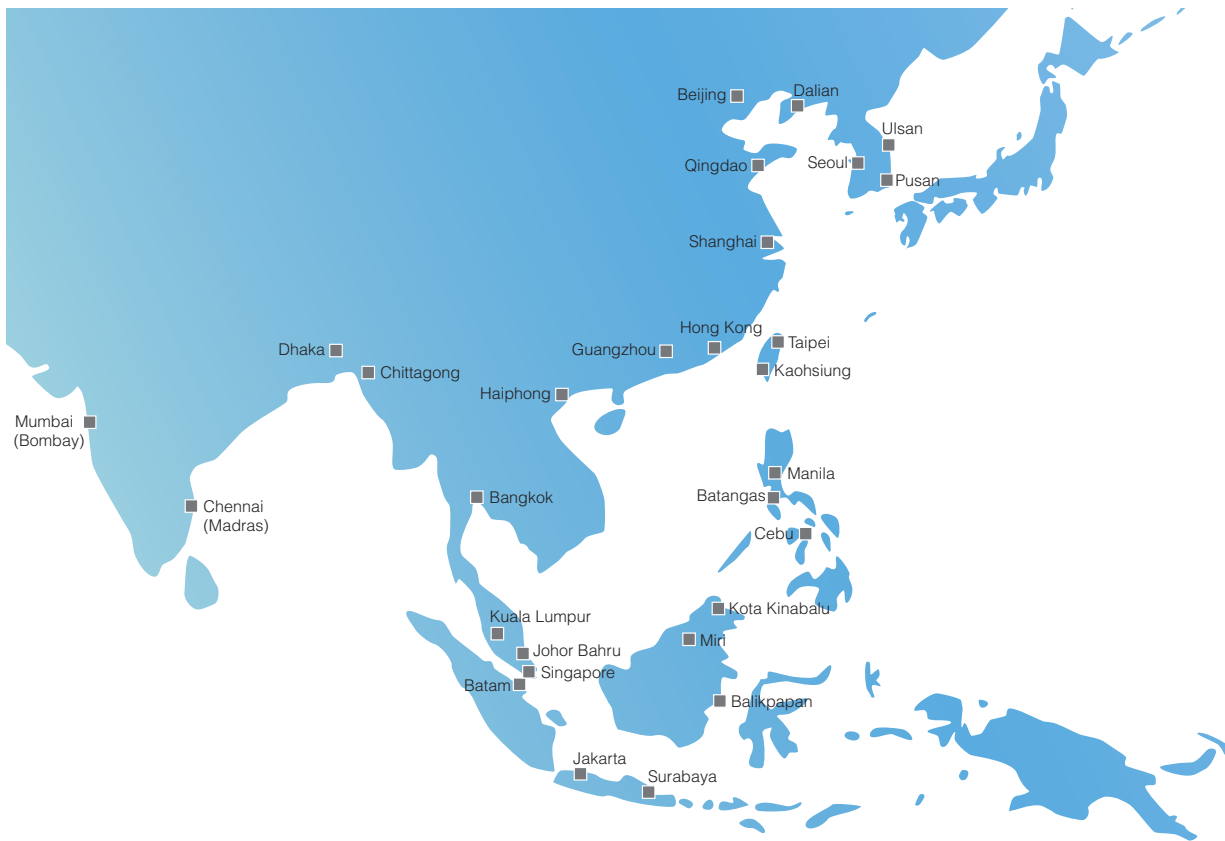 Beijing
Dalian
Ulsan
Qingdao
Seoul
Pusan
Shanghai
Hong Kong
Taipei
Dhaka
Guangzhou
Chittagong
Kaohsiung
Haiphong
Mumbai
(Bombay)
Manila
Bangkok
Batangas
Chennai
(Madras)
Cebu
Kota Kinabalu
Kuala Lumpur
Miri
Johor Bahru
Singapore
Batam
Balikpapan
Jakarta
Surabaya